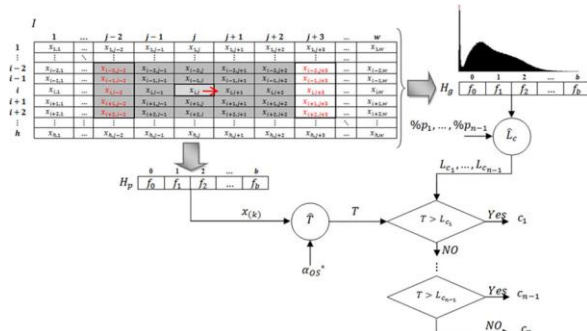 I
1 ... j−2 j−1 j j+1 j+2 j+3 ... w
1 x1,1 ... x1,j−2 x1,j−1 x1,j x1,j+1 x1,j+2 x1,j+3 ... x1,w
⋮
i−2 xi−2,1 ... xi−2,j−2 xi−2,j−1 xi−2,j xi−2,j+1 xi−2,j+2 xi−2,j+3 ... xi−2,w
i−1 xi−1,1 ... xi−1,j−2 xi−1,j−1 xi−1,j xi−1,j+1 xi−1,j+2 xi−1,j+3 ... xi−1,w
i xi,1 ... xi,j−2 xi,j−1 xi,j xi,j+1 xi,j+2 xi,j+3 ... xi,w
i+1 xi+1,1 ... xi+1,j−2 xi+1,j−1 xi+1,j xi+1,j+1 xi+1,j+2 xi+1,j+3 ... xi+1,w
i+2 xi+2,1 ... xi+2,j−2 xi+2,j−1 xi+2,j xi+2,j+1 xi+2,j+2 xi+2,j+3 ... xi+2,w
⋮
h xh,1 ... xh,j−2 xh,j−1 xh,j xh,j+1 xh,j+2 xh,j+3 ... xh,w
0 1 2 ... b
Hg f0 f1 f2 ... fb
%p1, ..., %pn−1
L̂c
Lc1, ..., Lcn−1
0 1 2 b
Hp f0 f1 f2 ... fb
x(k)
T̂
T
αOS*
T > Lc1
Yes c1
NO
⋮
T > Lcn−1
Yes cn−1
NO